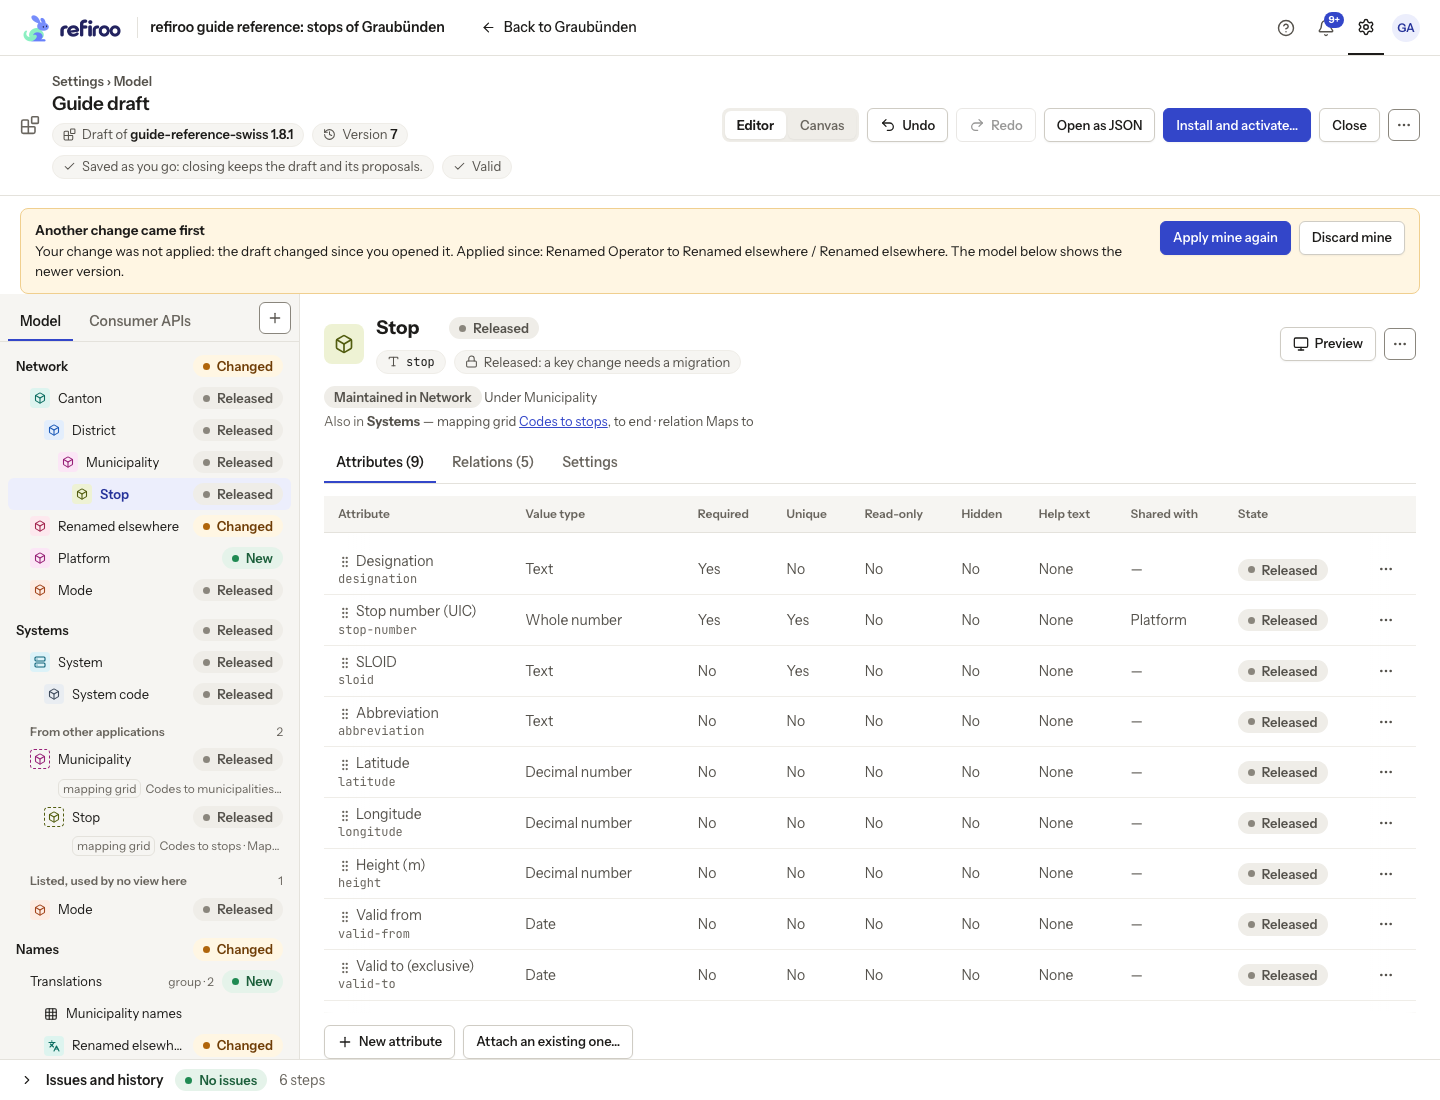 refiroo
refiroo guide reference: stops of Graubünden
Back to Graubünden
9+
GA
Settings › Model
Guide draft
Draft of guide-reference-swiss 1.8.1
Version 7
Saved as you go: closing keeps the draft and its proposals.
Valid
Editor
Canvas
Undo
Redo
Open as JSON
Install and activate…
Close
Another change came first
Your change was not applied: the draft changed since you opened it. Applied since: Renamed Operator to Renamed elsewhere / Renamed elsewhere. The model below shows the
newer version.
Apply mine again
Discard mine
Model
Consumer APIs
Network Changed
Canton Released
District Released
Municipality Released
Stop Released
Renamed elsewhere Changed
Platform New
Mode Released
Systems Released
System Released
System code Released
From other applications 2
Municipality Released
mapping grid Codes to municipalities…
Stop Released
mapping grid Codes to stops · Map…
Listed, used by no view here 1
Mode Released
Names Changed
Translations group · 2 New
Municipality names
Renamed elsewh… Changed
Stop
Released
stop
Released: a key change needs a migration
Preview
Maintained in Network Under Municipality
Also in Systems — mapping grid Codes to stops, to end · relation Maps to
Attributes (9)
Relations (5)
Settings
Attribute Value type Required Unique Read-only Hidden Help text Shared with State
Designation
designation
Text Yes No No No None — Released
Stop number (UIC)
stop-number
Whole number Yes Yes No No None Platform Released
SLOID
sloid
Text No Yes No No None — Released
Abbreviation
abbreviation
Text No No No No None — Released
Latitude
latitude
Decimal number No No No No None — Released
Longitude
longitude
Decimal number No No No No None — Released
Height (m)
height
Decimal number No No No No None — Released
Valid from
valid-from
Date No No No No None — Released
Valid to (exclusive)
valid-to
Date No No No No None — Released
New attribute
Attach an existing one…
Issues and history
No issues
6 steps